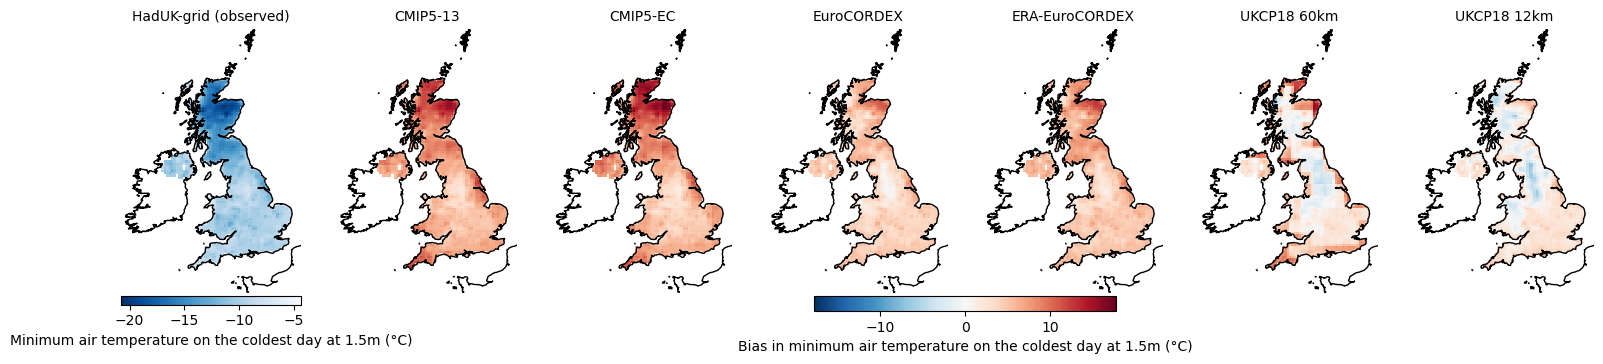 HadUK-grid (observed)
CMIP5-13
CMIP5-EC
EuroCORDEX
ERA-EuroCORDEX
UKCP18 60km
UKCP18 12km
−20 −15 −10 −5
Minimum air temperature on the coldest day at 1.5m (°C)
−10 0 10
Bias in minimum air temperature on the coldest day at 1.5m (°C)